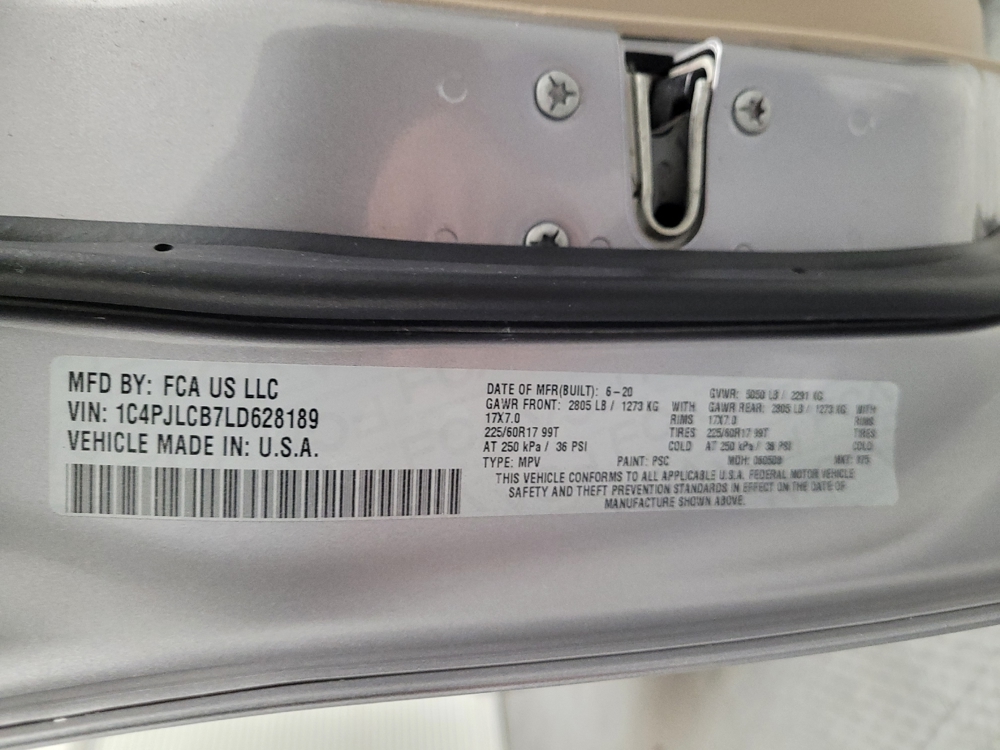 MFD BY: FCA US LLC
VIN: 1C4PJLCB7LD628189
VEHICLE MADE IN: U.S.A.
DATE OF MFR(BUILT): 6-20 GVWR: 5050 LB / 2291 KG
GAWR FRONT: 2805 LB / 1273 KG WITH GAWR REAR: 2805 LB / 1273 KG WITH
17X7.0 RIMS 17X7.0 RIMS
225/60R17 99T TIRES 225/60R17 99T TIRES
AT 250 kPa / 36 PSI COLD AT 250 kPa / 36 PSI COLD
TYPE: MPV PAINT: PSC MDH:
THIS VEHICLE CONFORMS TO ALL APPLICABLE U.S.A. FEDERAL MOTOR VEHICLE
SAFETY AND THEFT PREVENTION STANDARDS IN EFFECT ON THE DATE OF
MANUFACTURE SHOWN ABOVE.